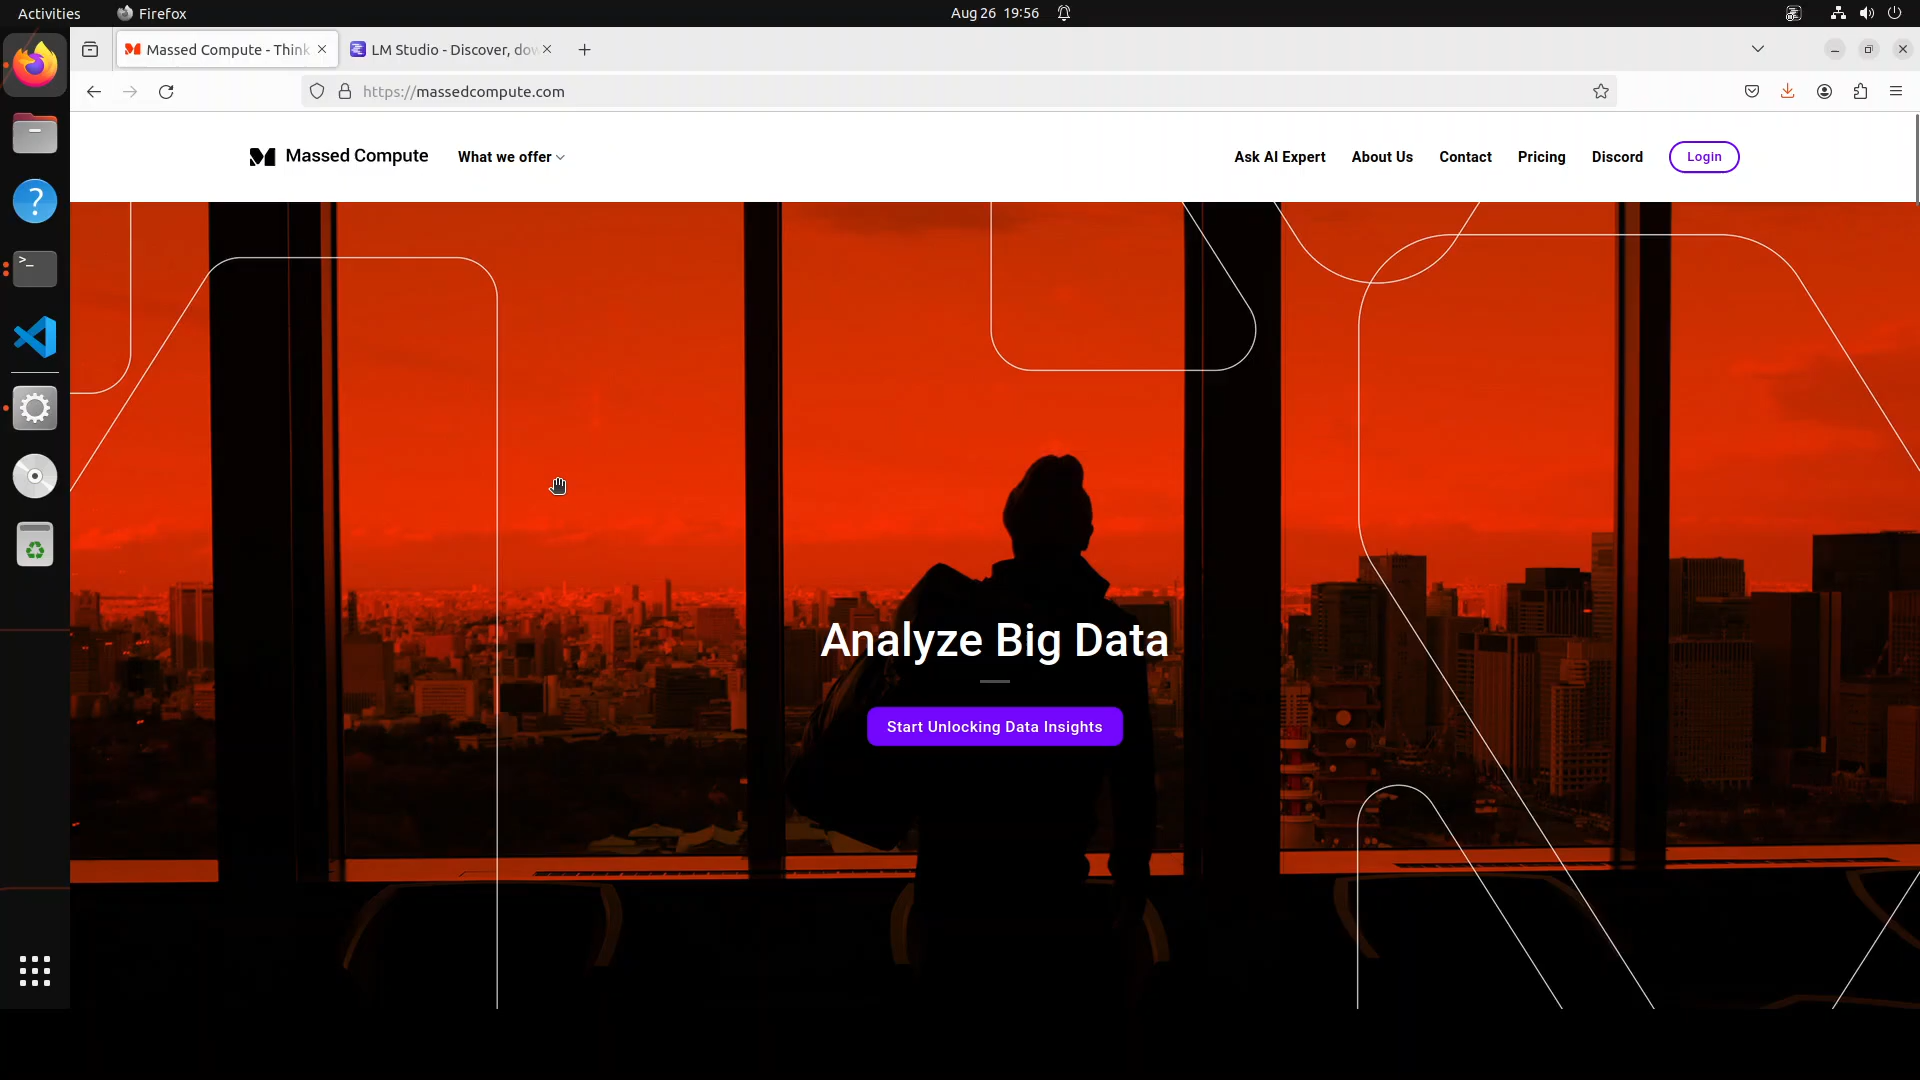 Activities
Firefox
Aug 26 19:56
Massed Compute - Think
LM Studio - Discover, dow
https://massedcompute.com
Massed Compute
What we offer
Ask AI Expert
About Us
Contact
Pricing
Discord
Login
Analyze Big Data
Start Unlocking Data Insights